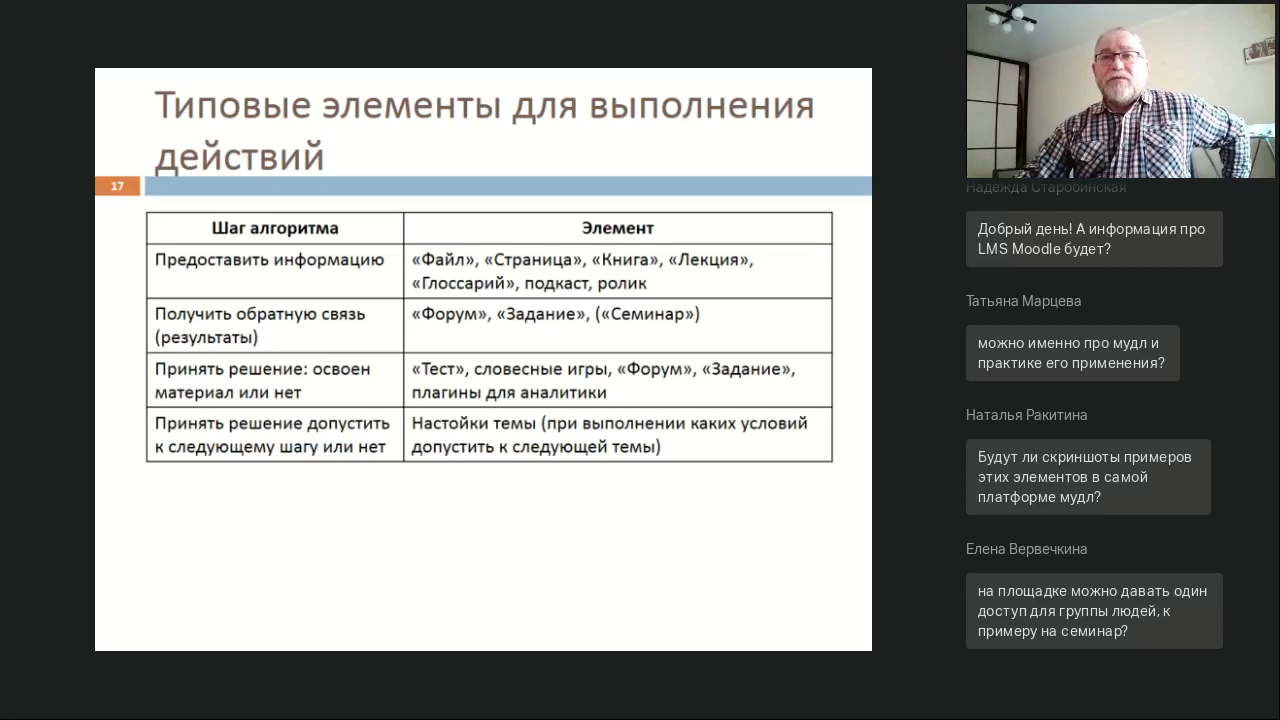 Типовые элементы для выполнения
действий
17
Шаг алгоритма
Элемент
Предоставить информацию
«Файл», «Страница», «Книга», «Лекция»,
«Глоссарий», подкаст, ролик
Получить обратную связь
(результаты)
«Форум», «Задание», («Семинар»)
Принять решение: освоен
материал или нет
«Тест», словесные игры, «Форум», «Задание»,
плагины для аналитики
Принять решение допустить
к следующему шагу или нет
Настойки темы (при выполнении каких условий
допустить к следующей темы)
Надежда Старобинская
Добрый день! А информация про
LMS Moodle будет?
Татьяна Марцева
можно именно про мудл и
практике его применения?
Наталья Ракитина
Будут ли скриншоты примеров
этих элементов в самой
платформе мудл?
Елена Вервечкина
на площадке можно давать один
доступ для группы людей, к
примеру на семинар?